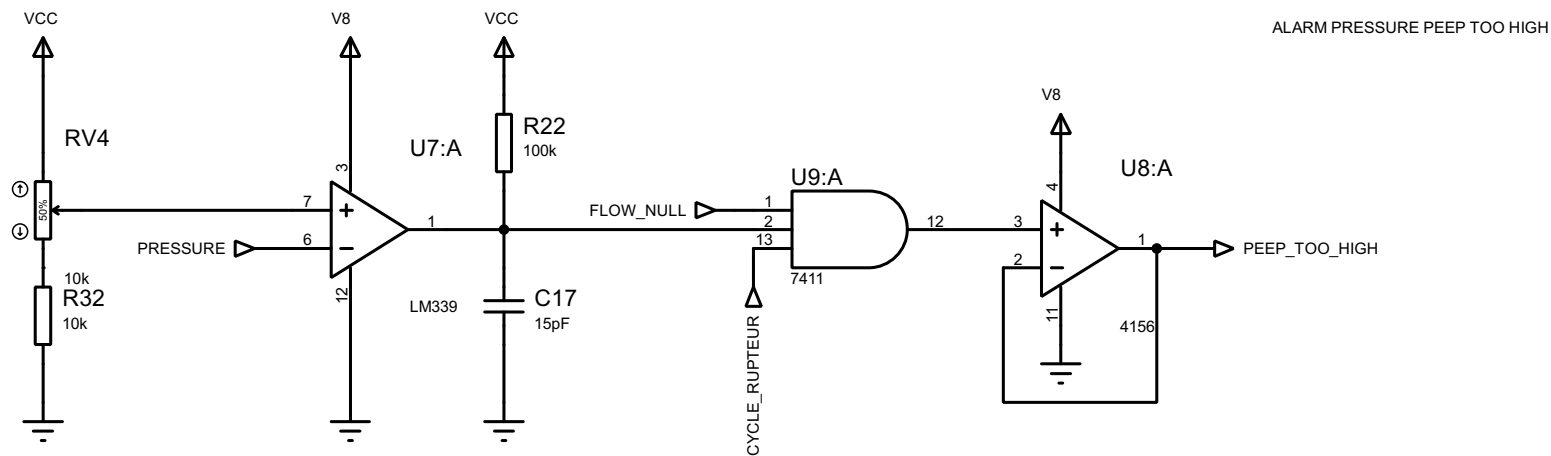 VCC
V8
VCC
ALARM PRESSURE PEEP TOO HIGH
V8
RV4
R22
100k
U7:A
U9:A
U8:A
3
4
50%
7
+
FLOW_NULL
1
1
2
12
3
+
1
PRESSURE
6
−
13
2
−
PEEP_TOO_HIGH
10k
R32
10k
12
LM339
C17
15pF
7411
11
4156
CYCLE_RUPTEUR